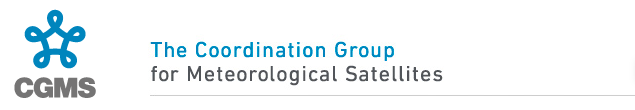 The Coordination Group
for Meteorological Satellites
CGMS